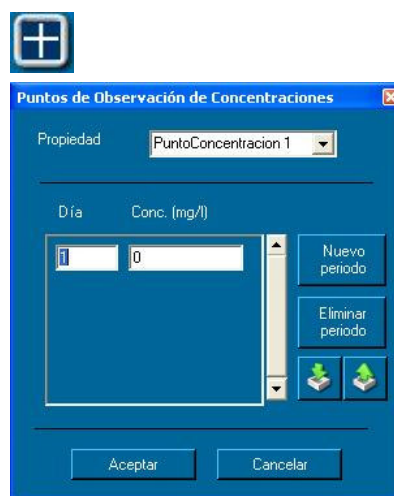 Puntos de Observación de Concentraciones
Propiedad PuntoConcentracion 1
Día Conc. (mg/l)
1 0
Nuevo
periodo
Eliminar
periodo
Aceptar Cancelar